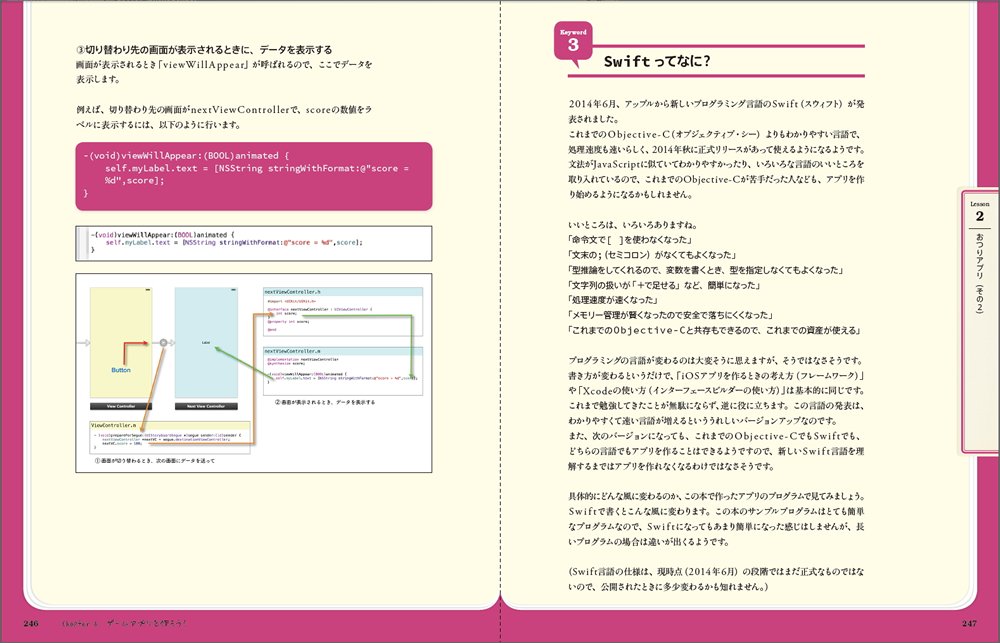 ③切り替わり先の画面が表示されるときに、データを表示する
画面が表示されるとき「viewWillAppear」が呼ばれるので、ここでデータを
表示します。
例えば、切り替わり先の画面がnextViewControllerで、scoreの数値をラ
ベルに表示するには、以下のように行います。
-(void)viewWillAppear:(BOOL)animated {
self.myLabel.text = [NSString stringWithFormat:@"score =
%d",score];
}
-(void)viewWillAppear:(BOOL)animated {
self.myLabel.text = [NSString stringWithFormat:@"score = %d",score];
}
Button
View Controller
Label
Next View Controller
nextViewController.h
#import <UIKit/UIKit.h>
@interface nextViewController : UIViewController {
int score;
}
@property int score;
@end
nextViewController.m
@implementation nextViewController
@synthesize score;
-(void)viewWillAppear:(BOOL)animated {
self.myLabel.text = [NSString stringWithFormat:@"score = %d",score];
}
②画面が表示されるとき、データを表示する
ViewController.m
①画面が切り替わるとき、次の画面にデータを送って
246
Keyword
3
Swiftってなに?
2014年6月、アップルから新しいプログラミング言語のSwift（スウィフト）が発
表されました。
これまでのObjective-C（オブジェクティブ・シー）よりもわかりやすい言語で、
処理速度も速いらしく、2014年秋に正式リリースがあって使えるようになるようです。
文法がJavaScriptに似ていてわかりやすかったり、いろいろな言語のいいところを
取り入れているので、これまでのObjective-Cが苦手だった人なども、アプリを作
り始めるようになるかもしれません。
いいところは、いろいろありますね。
「命令文で[ ]を使わなくなった」
「文末の;（セミコロン）がなくてもよくなった」
「型推論をしてくれるので、変数を書くとき、型を指定しなくてもよくなった」
「文字列の扱いが「＋で足せる」など、簡単になった」
「処理速度が速くなった」
「メモリー管理が賢くなったので安全で落ちにくくなった」
「これまでのObjective-Cと共存もできるので、これまでの資産が使える」
プログラミングの言語が変わるのは大変そうに思えますが、そうではなさそうです。
書き方が変わるというだけで、「iOSアプリを作るときの考え方（フレームワーク）」
や「Xcodeの使い方（インターフェースビルダーの使い方）」は基本的に同じです。
これまで勉強してきたことが無駄にならず、逆に役に立ちます。この言語の発表は、
わかりやすくて速い言語が増えるといううれしいバージョンアップなのです。
また、次のバージョンになっても、これまでのObjective-CでもSwiftでも、
どちらの言語でもアプリを作ることはできるようですので、新しいSwift言語を理
解するまではアプリを作れなくなるわけではなさそうです。
具体的にどんな風に変わるのか、この本で作ったアプリのプログラムで見てみましょう。
Swiftで書くとこんな風に変わります。この本のサンプルプログラムはとても簡単
なプログラムなので、Swiftになってもあまり簡単になった感じはしませんが、長
いプログラムの場合は違いが出くるようです。
（Swift言語の仕様は、現時点（2014年6月）の段階ではまだ正式なものではな
いので、公開されたときに多少変わるかも知れません。）
Lesson
2
おつりアプリ（その2）
247